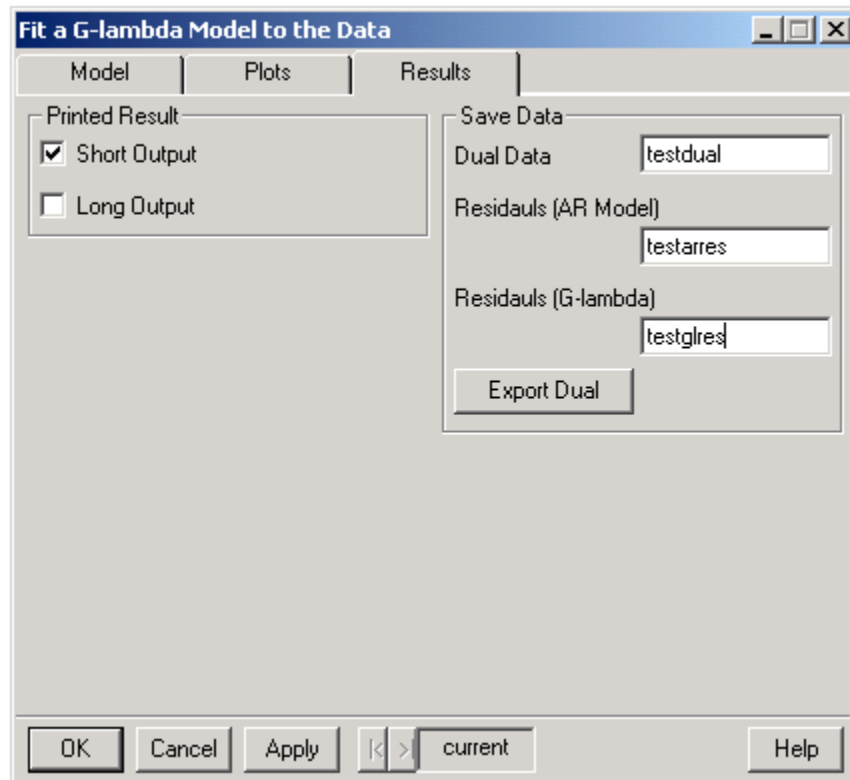 Fit a G-lambda Model to the Data
Model Plots Results
Printed Result
Short Output
Long Output
Save Data
Dual Data testdual
Residauls (AR Model)
testarres
Residauls (G-lambda)
testglres
Export Dual
OK Cancel Apply |< >| current Help